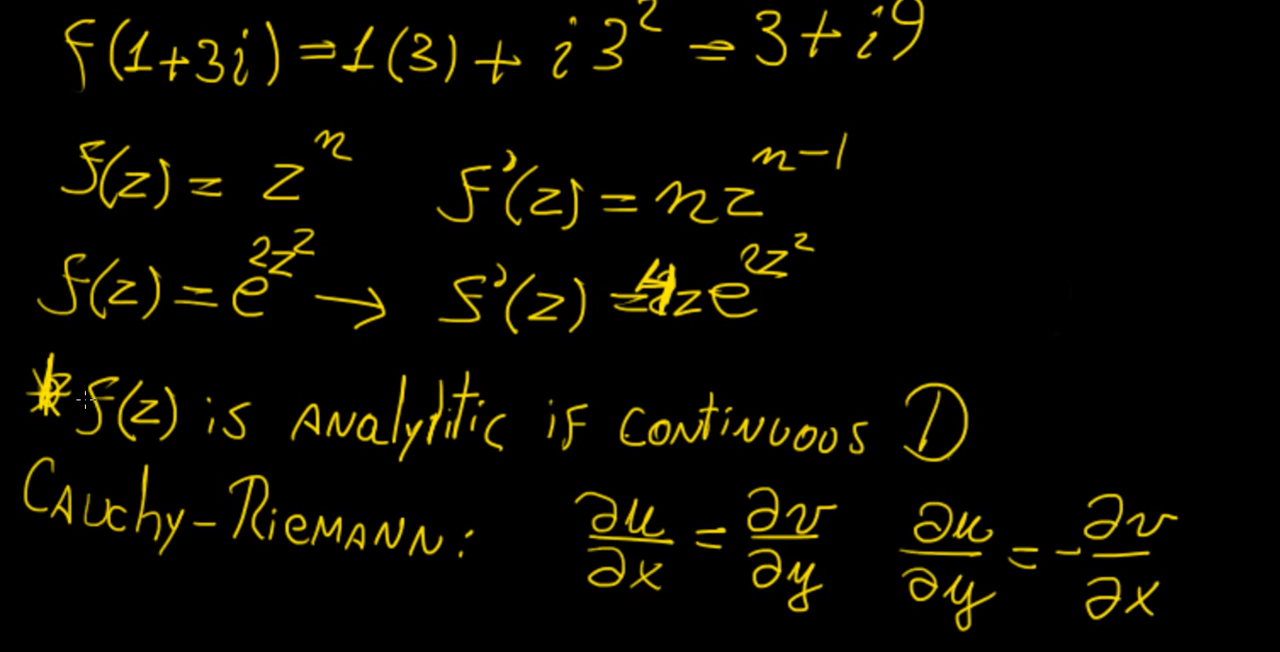 f(1+3i) = 1(3) + i3² = 3 + i9
f(z) = zⁿ f'(z) = nzⁿ⁻¹
f(z) = e^{2z²} → f'(z) = 4ze^{2z²}
* f(z) is ANAlytitic iF CONTiNUOUS D
CAUChy-RiEMANN: ∂u/∂x = ∂v/∂y ∂u/∂y = -∂v/∂x